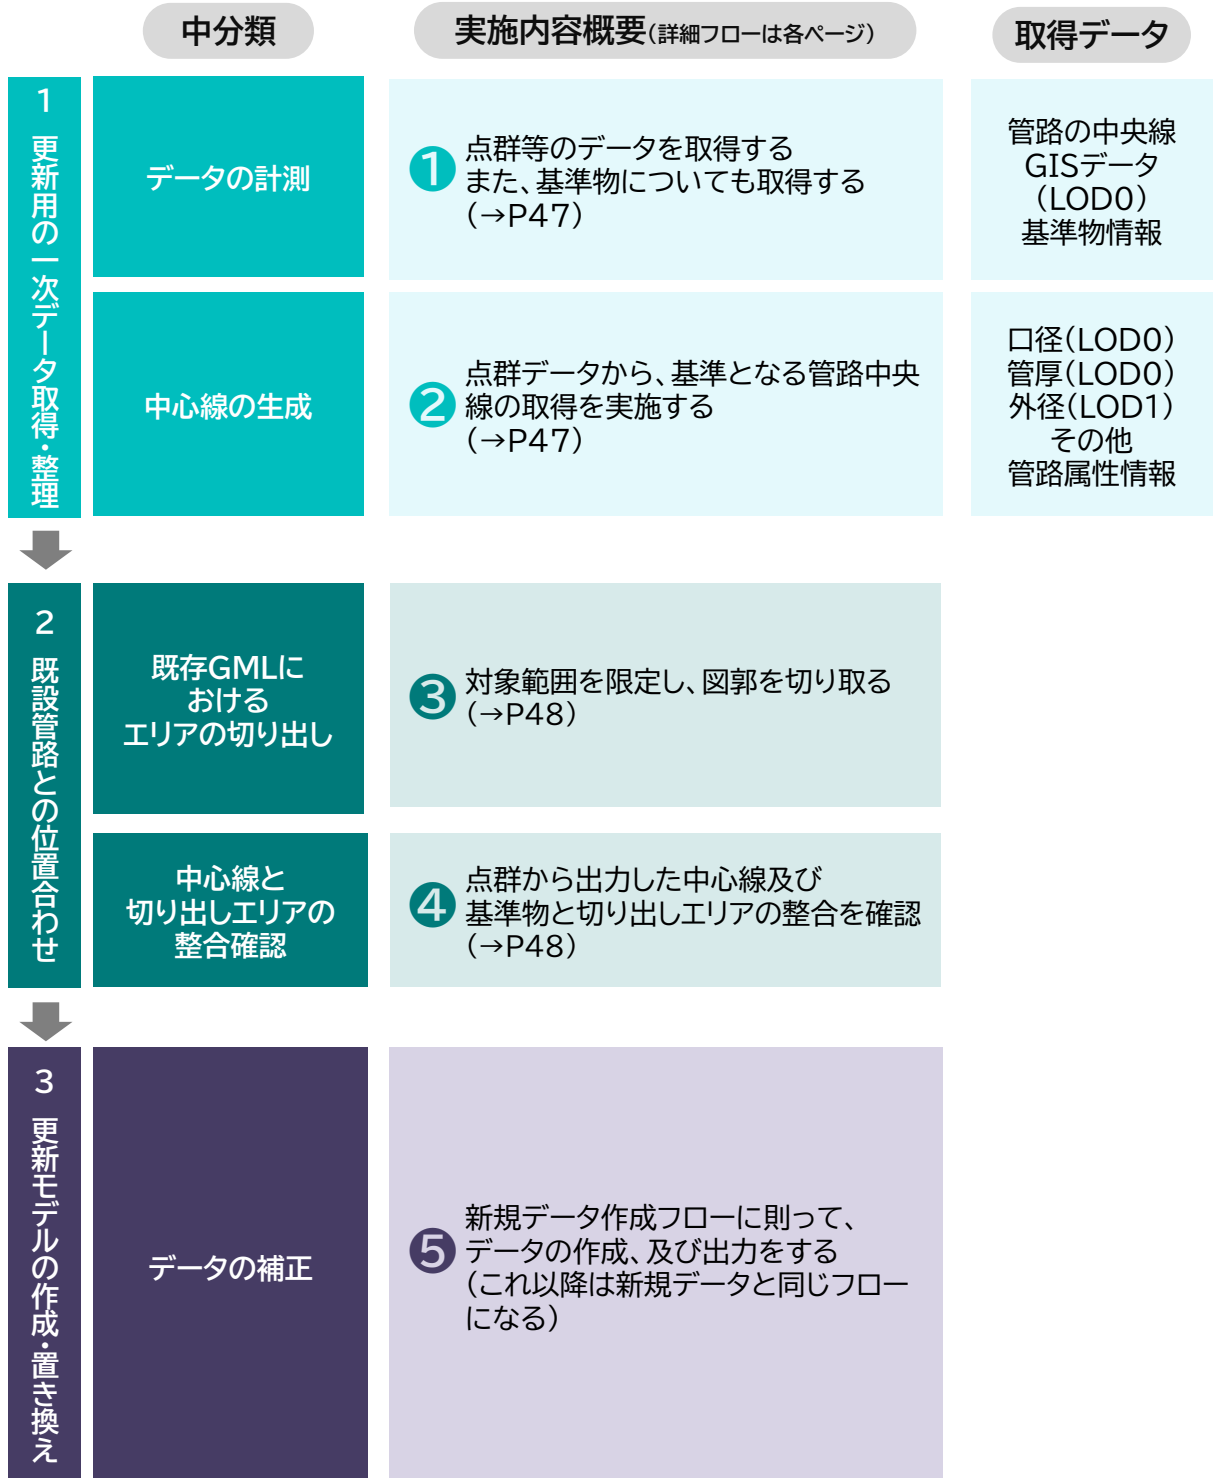 中分類
実施内容概要(詳細フローは各ページ)
取得データ
1 更新用の一次データ取得・整理
データの計測
❶
点群等のデータを取得する
また、基準物についても取得する
(→P47)
管路の中央線
GISデータ
(LOD0)
基準物情報
中心線の生成
❷
点群データから、基準となる管路中央
線の取得を実施する
(→P47)
口径(LOD0)
管厚(LOD0)
外径(LOD1)
その他
管路属性情報
2 既設管路との位置合わせ
既存GMLに
おける
エリアの切り出し
❸
対象範囲を限定し、図郭を切り取る
(→P48)
中心線と
切り出しエリアの
整合確認
❹
点群から出力した中心線及び
基準物と切り出しエリアの整合を確認
(→P48)
3 更新モデルの作成・置き換え
データの補正
❺
新規データ作成フローに則って、
データの作成、及び出力をする
(これ以降は新規データと同じフロー
になる)